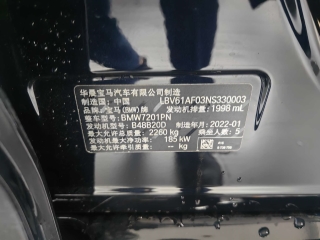 华晨宝马汽车有限公司制造
制造国：中国 LBV61AF03NS330003
品牌：宝马(BMW)牌 发动机排量：1998 mL
整车型号：BMW7201PN
发动机型号：B48B20D 制造年月：2022-01
最大允许总质量：2260 kg 乘坐人数：5
发动机最大净功率：185 kW